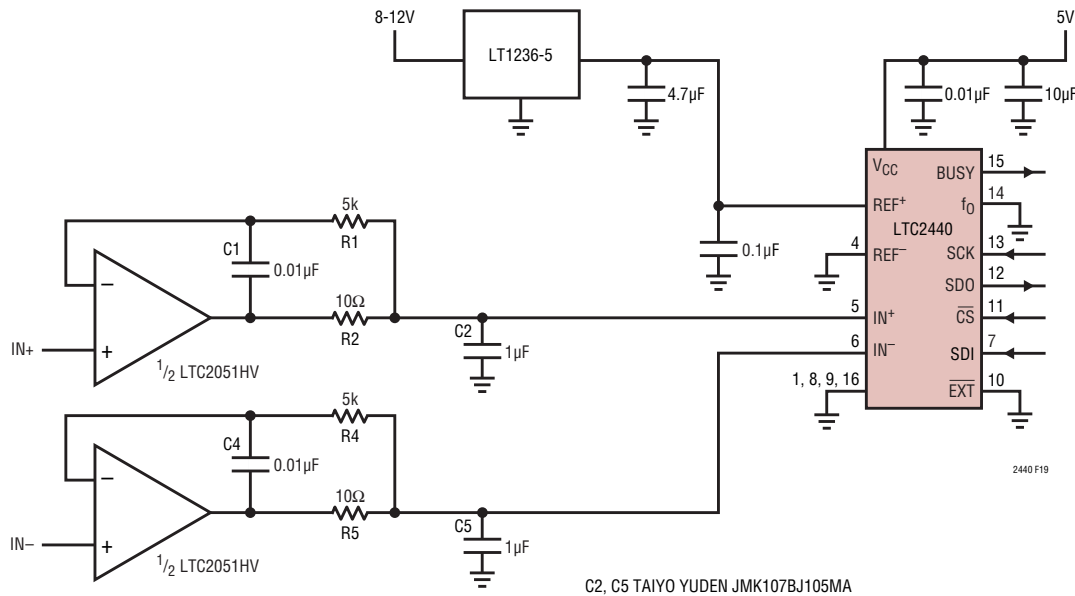 8-12V
5V
LT1236-5
4.7µF
0.01µF
10µF
VCC
BUSY
15
REF+
fO
14
LTC2440
0.1µF
4
REF−
SCK
13
SDO
12
5
IN+
CS
11
6
IN−
SDI
7
1, 8, 9, 16
EXT
10
2440 F19
5k
R1
C1
0.01µF
10Ω
R2
C2
1µF
IN+
−
+
1/2 LTC2051HV
5k
R4
C4
0.01µF
10Ω
R5
C5
1µF
IN−
−
+
1/2 LTC2051HV
C2, C5 TAIYO YUDEN JMK107BJ105MA